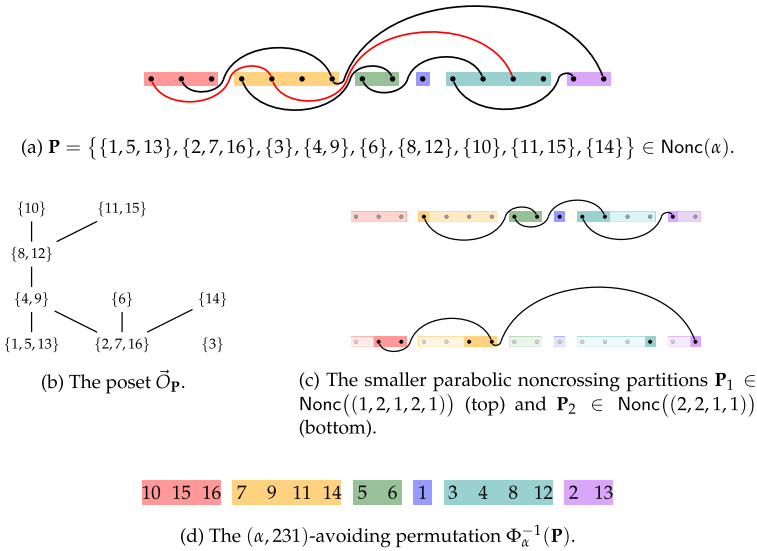 (a) P = {{1, 5, 13}, {2, 7, 16}, {3}, {4, 9}, {6}, {8, 12}, {10}, {11, 15}, {14}} ∈ Nonc(α).
{10} {11, 15}
{8, 12}
{4, 9} {6} {14}
{1, 5, 13} {2, 7, 16} {3}
(b) The poset O⃗_P.
(c) The smaller parabolic noncrossing partitions P₁ ∈
Nonc((1, 2, 1, 2, 1)) (top) and P₂ ∈ Nonc((2, 2, 1, 1))
(bottom).
10 15 16 7 9 11 14 5 6 1 3 4 8 12 2 13
(d) The (α, 231)-avoiding permutation Φ_α⁻¹(P).